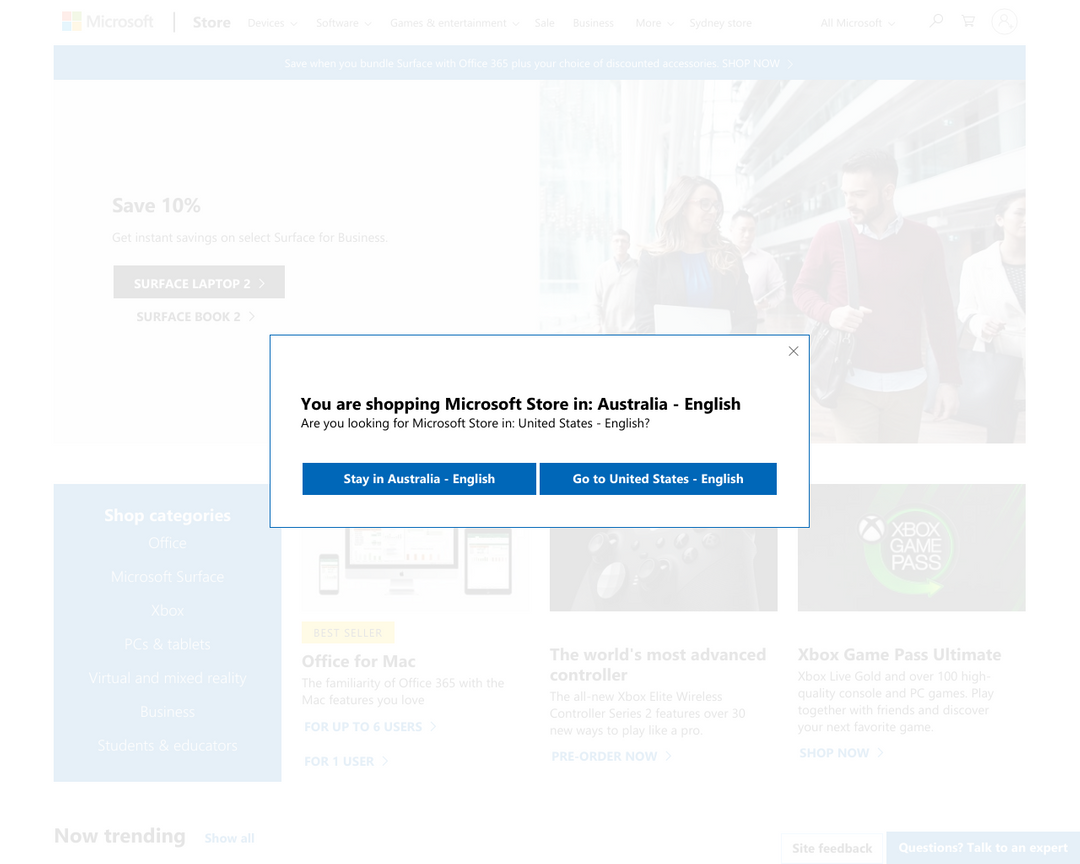 Microsoft
Store
Devices
Software
Games & entertainment
Sale
Business
More
Sydney store
All Microsoft
Save when you bundle Surface with Office 365 plus your choice of discounted accessories SHOP NOW
Save 10%
Get instant savings on select Surface for Business.
SURFACE LAPTOP 2
SURFACE BOOK 2
You are shopping Microsoft Store in: Australia - English
Are you looking for Microsoft Store in: United States - English?
Stay in Australia - English
Go to United States - English
Shop categories
Office
Microsoft Surface
Xbox
PCs & tablets
Virtual and mixed reality
Business
Students & educators
BEST SELLER
Office for Mac
The familiarity of Office 365 with the
Mac features you love
FOR UP TO 6 USERS
FOR 1 USER
The world's most advanced
controller
The all-new Xbox Elite Wireless
Controller Series 2 features over 30
new ways to play like a pro.
PRE-ORDER NOW
XBOX
GAME
PASS
Xbox Game Pass Ultimate
Xbox Live Gold and over 100 high-
quality console and PC games. Play
together with friends and discover
your next favorite game.
SHOP NOW
Now trending
Show all
Site feedback
Questions? Talk to an expert